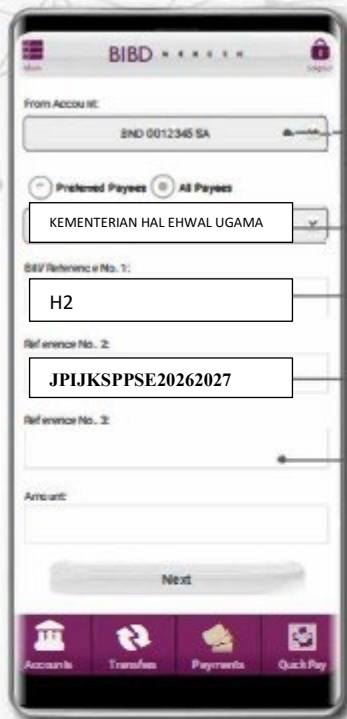 BIBD
Logout
From Account:
BND 0012345 SA
Preferred Payees All Payees
KEMENTERIAN HAL EHWAL UGAMA
Bill/Reference No. 1:
H2
Reference No. 2:
JPIJKSPPSE20262027
Reference No. 3:
Amount:
Next
Accounts Transfers Payments Quick Pay